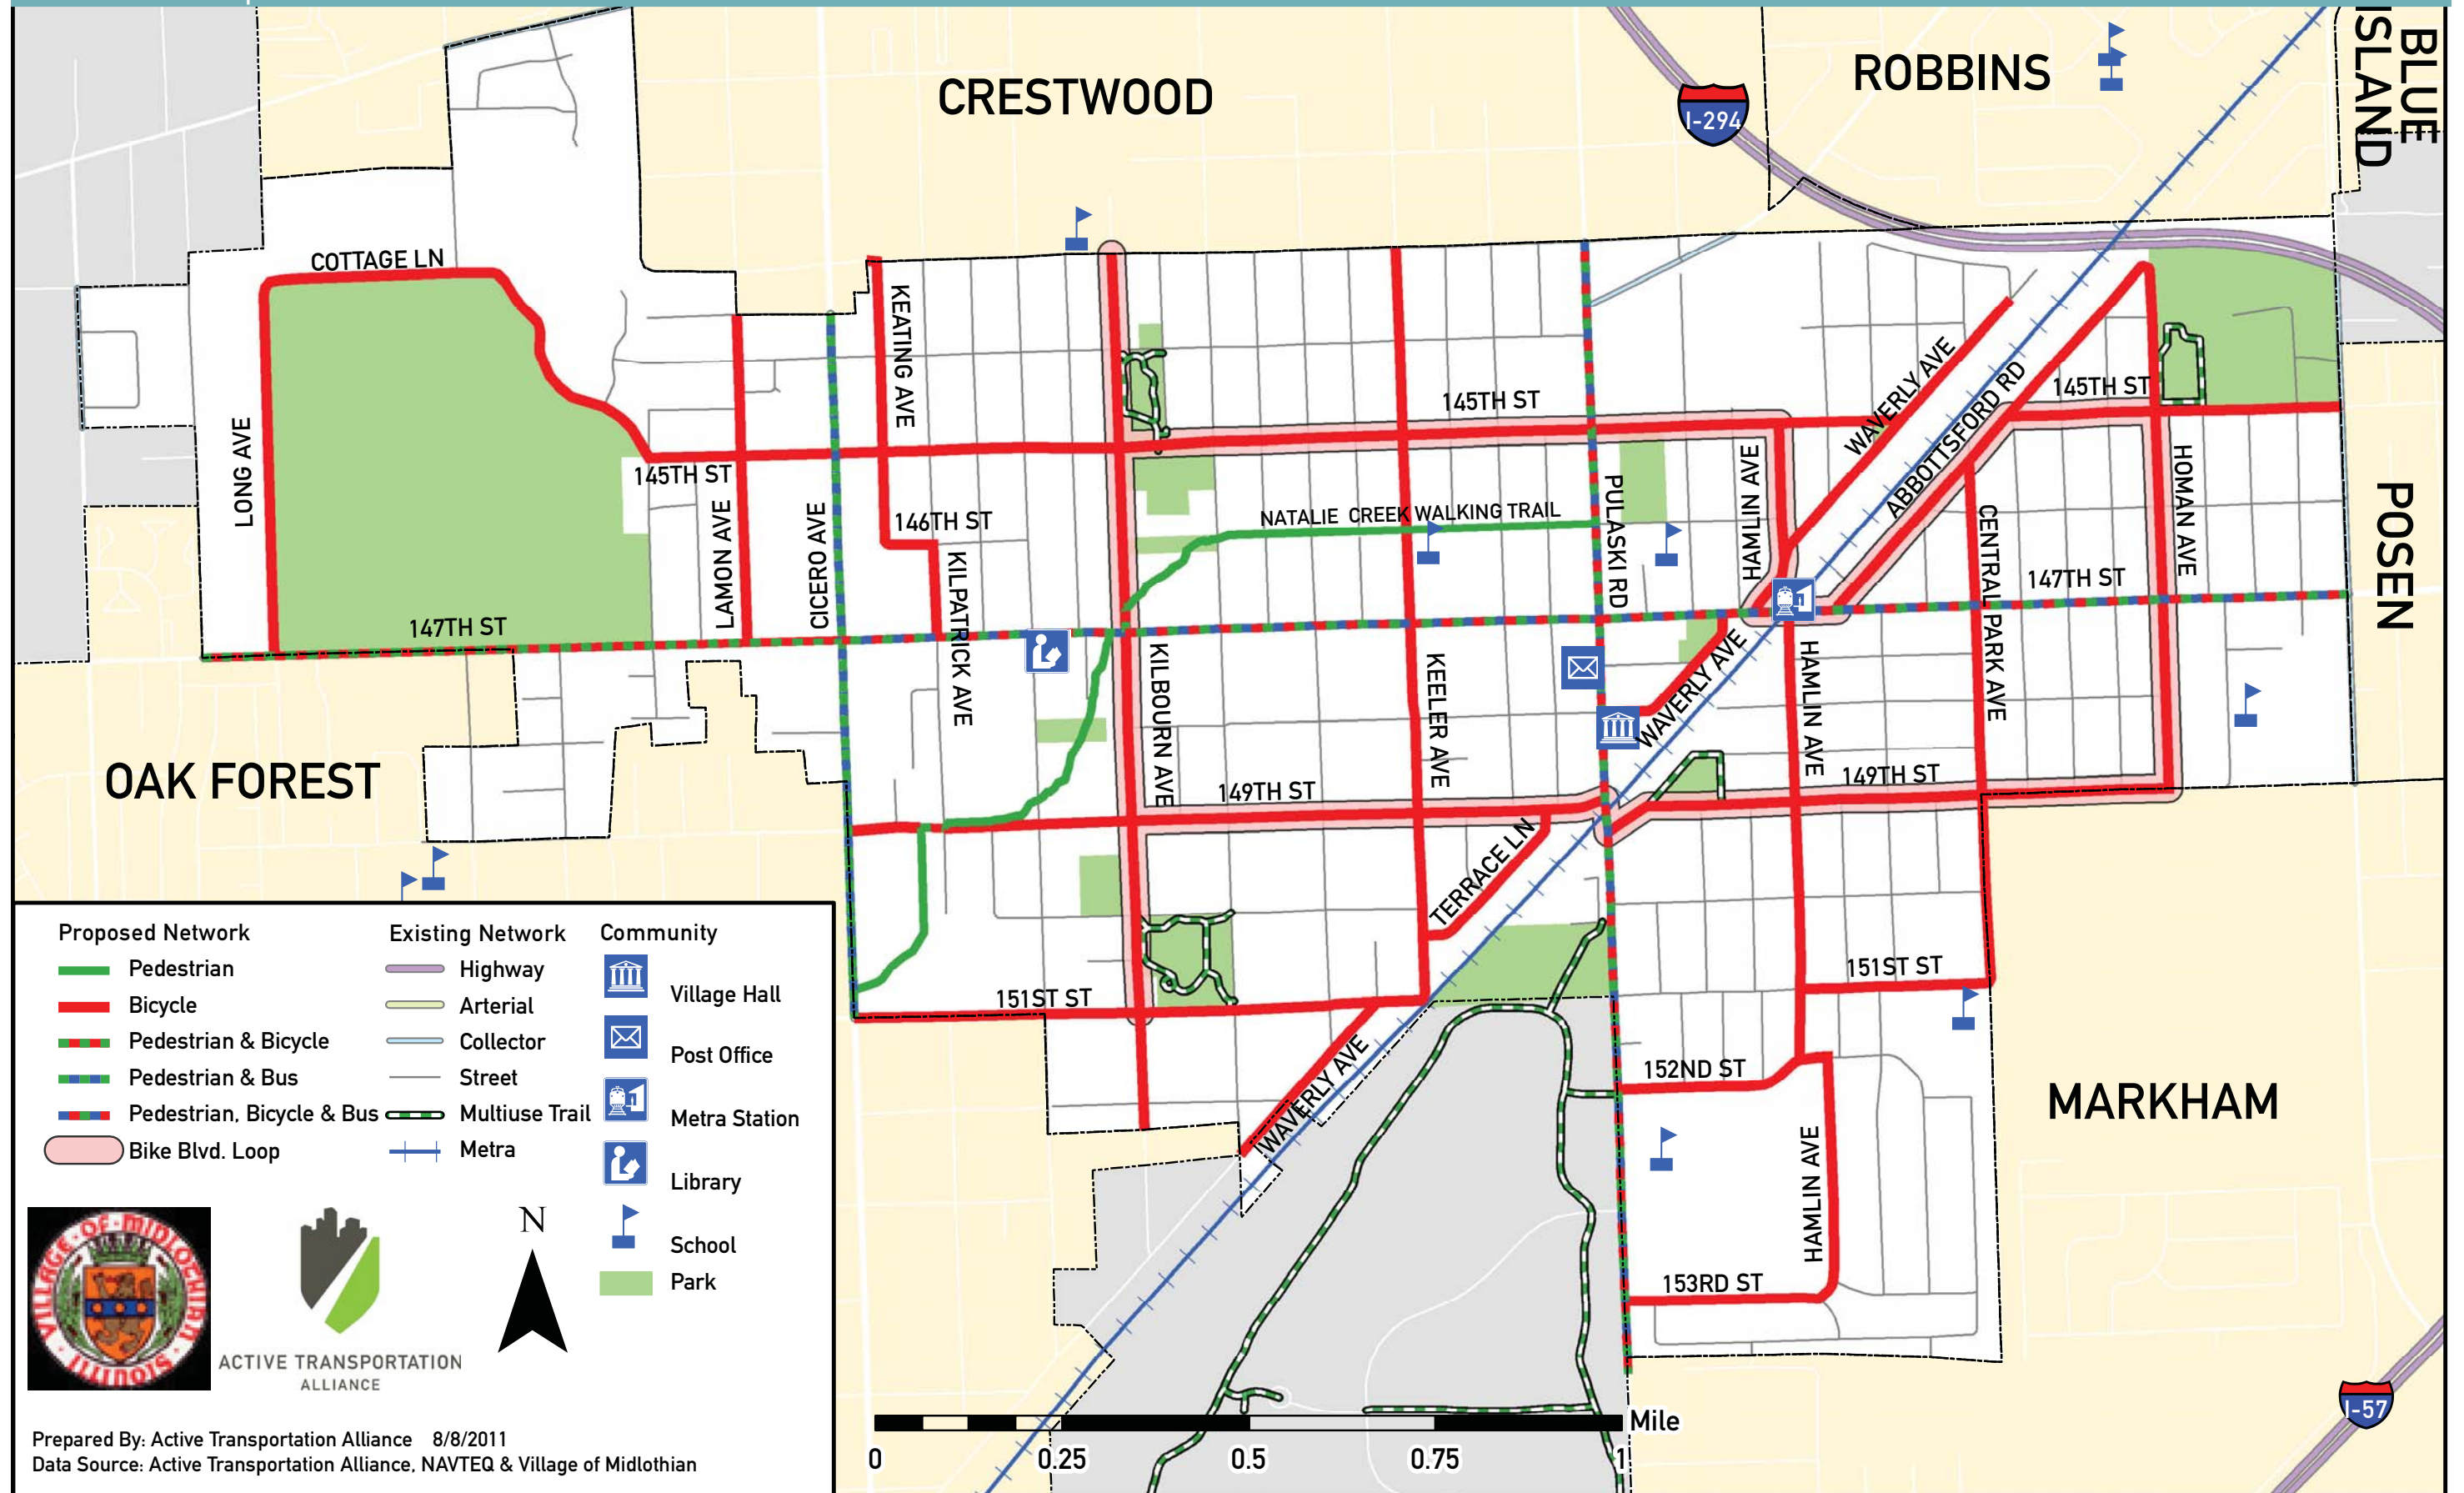 CRESTWOOD
ROBBINS
BLUE
ISLAND
I-294
COTTAGE LN
KEATING AVE
WAVERLY AVE
ABBOTTSFORD RD
145TH ST
145TH ST
LONG AVE
145TH ST
HAMLIN AVE
HOMAN AVE
LAMON AVE
CICERO AVE
146TH ST
NATALIE CREEK WALKING TRAIL
PULASKI RD
CENTRAL PARK AVE
POSEN
KILPATRICK AVE
147TH ST
147TH ST
KILBOURN AVE
KEELER AVE
WAVERLY AVE
HAMLIN AVE
OAK FOREST
149TH ST
149TH ST
TERRACE LN
151ST ST
151ST ST
WAVERLY AVE
152ND ST
MARKHAM
HAMLIN AVE
153RD ST
I-57
Proposed Network
Pedestrian
Bicycle
Pedestrian & Bicycle
Pedestrian & Bus
Pedestrian, Bicycle & Bus
Bike Blvd. Loop
Existing Network
Highway
Arterial
Collector
Street
Multiuse Trail
Metra
Community
Village Hall
Post Office
Metra Station
Library
School
Park
VILLAGE·OF·MIDLOTHIAN
ILLINOIS
ACTIVE TRANSPORTATION
ALLIANCE
N
Prepared By: Active Transportation Alliance 8/8/2011
Data Source: Active Transportation Alliance, NAVTEQ & Village of Midlothian
Mile
0 0.25 0.5 0.75 1